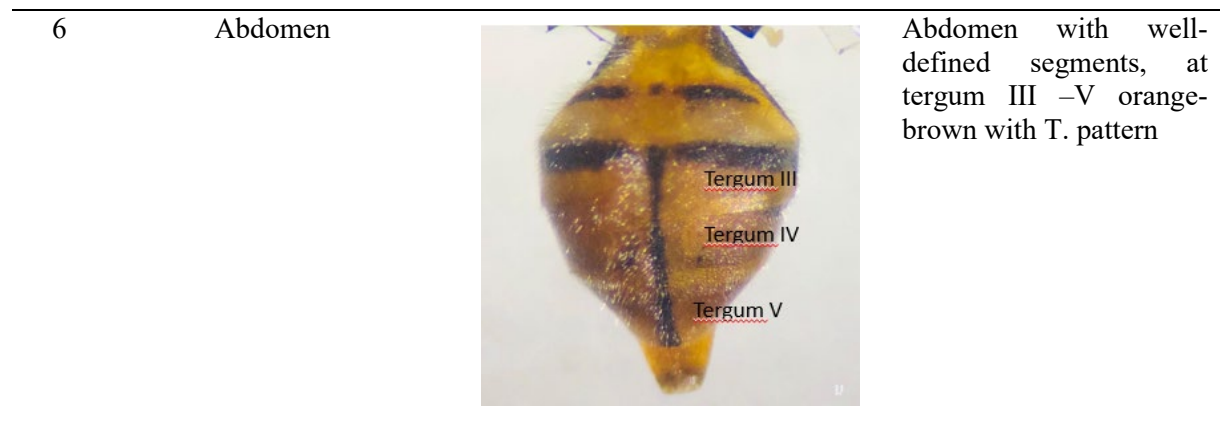 6
Abdomen
Abdomen with well-
defined segments, at
tergum III –V orange-
brown with T. pattern
Tergum III
Tergum IV
Tergum V